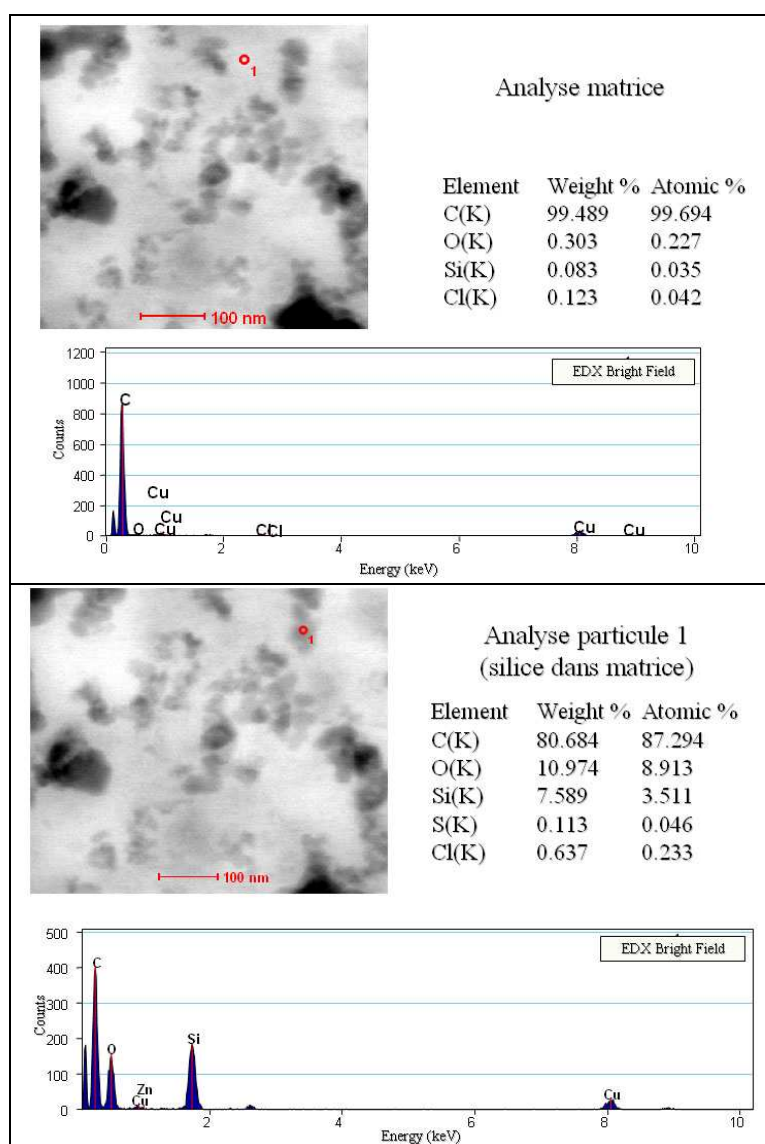 1
100 nm
Analyse matrice
Element Weight % Atomic %
C(K) 99.489 99.694
O(K) 0.303 0.227
Si(K) 0.083 0.035
Cl(K) 0.123 0.042
EDX Bright Field
1200
1000
800
600
400
200
0
Counts
C
Cu
Cu
O Cu Cl Cl Cu Cu
0 2 4 6 8 10
Energy (keV)
1
100 nm
Analyse particule 1
(silice dans matrice)
Element Weight % Atomic %
C(K) 80.684 87.294
O(K) 10.974 8.913
Si(K) 7.589 3.511
S(K) 0.113 0.046
Cl(K) 0.637 0.233
EDX Bright Field
500
400
300
200
100
0
Counts
C
O
Si
Zn
Cu
Cu
2 4 6 8 10
Energy (keV)